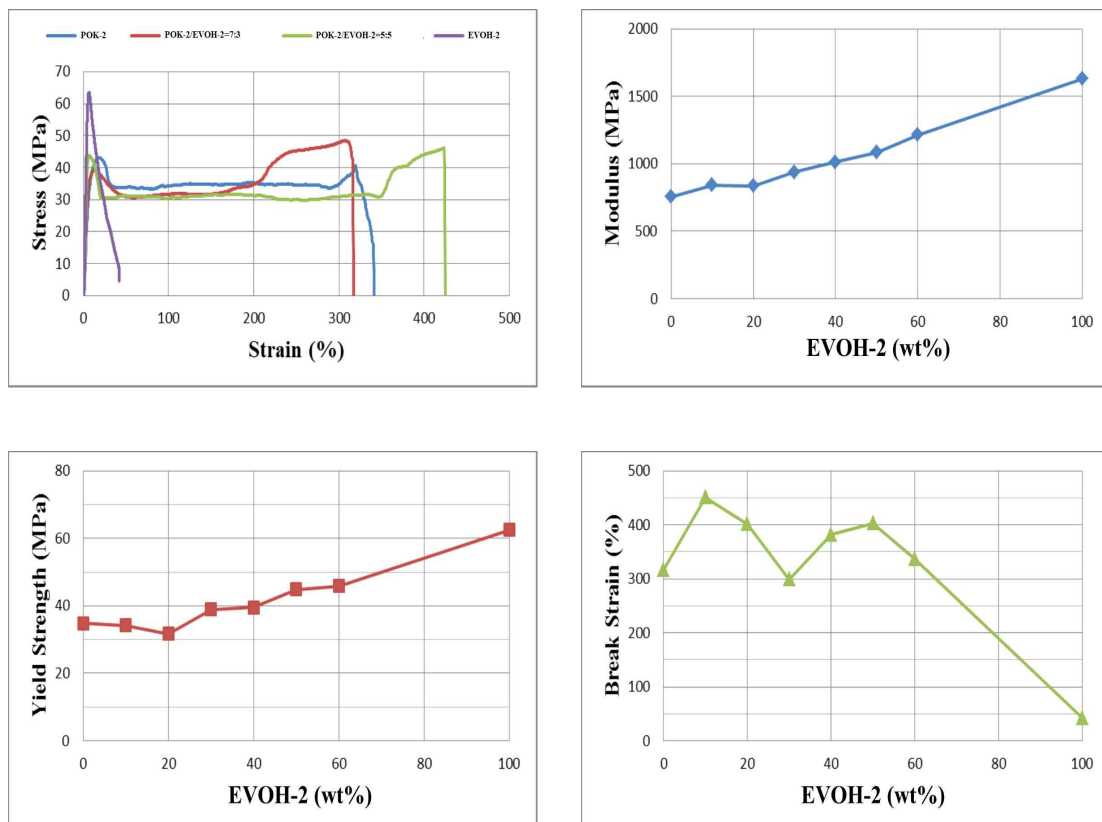 POK-2 POK-2/EVOH-2=7:3 POK-2/EVOH-2=5:5 EVOH-2
Stress (MPa)
70
60
50
40
30
20
10
0
0 100 200 300 400 500
Strain (%)
Modulus (MPa)
2000
1500
1000
500
0
0 20 40 60 80 100
EVOH-2 (wt%)
Yield Strength (MPa)
80
60
40
20
0
0 20 40 60 80 100
EVOH-2 (wt%)
Break Strain (%)
500
400
300
200
100
0
0 20 40 60 80 100
EVOH-2 (wt%)